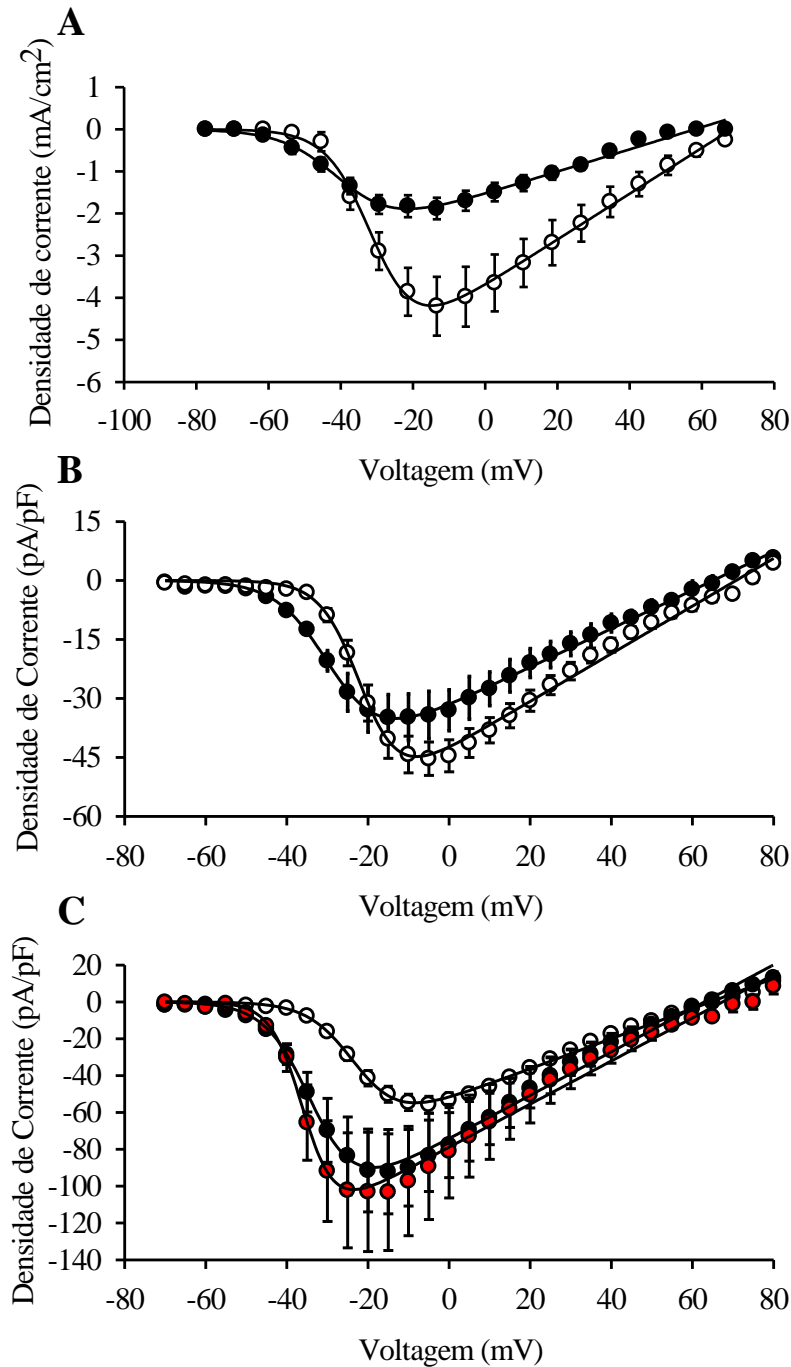 A
Densidade de corrente (mA/cm²)
1
0
-1
-2
-3
-4
-5
-6
-100 -80 -60 -40 -20 0 20 40 60 80
Voltagem (mV)
B
Densidade de Corrente (pA/pF)
15
0
-15
-30
-45
-60
-80 -60 -40 -20 0 20 40 60 80
Voltagem (mV)
C
Densidade de Corrente (pA/pF)
20
0
-20
-40
-60
-80
-100
-120
-140
-80 -60 -40 -20 0 20 40 60 80
Voltagem (mV)